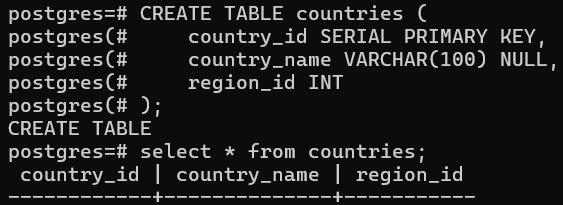 postgres=# CREATE TABLE countries (
postgres(#     country_id SERIAL PRIMARY KEY,
postgres(#     country_name VARCHAR(100) NULL,
postgres(#     region_id INT
postgres(# );
CREATE TABLE
postgres=# select * from countries;
 country_id | country_name | region_id
------------+--------------+-----------